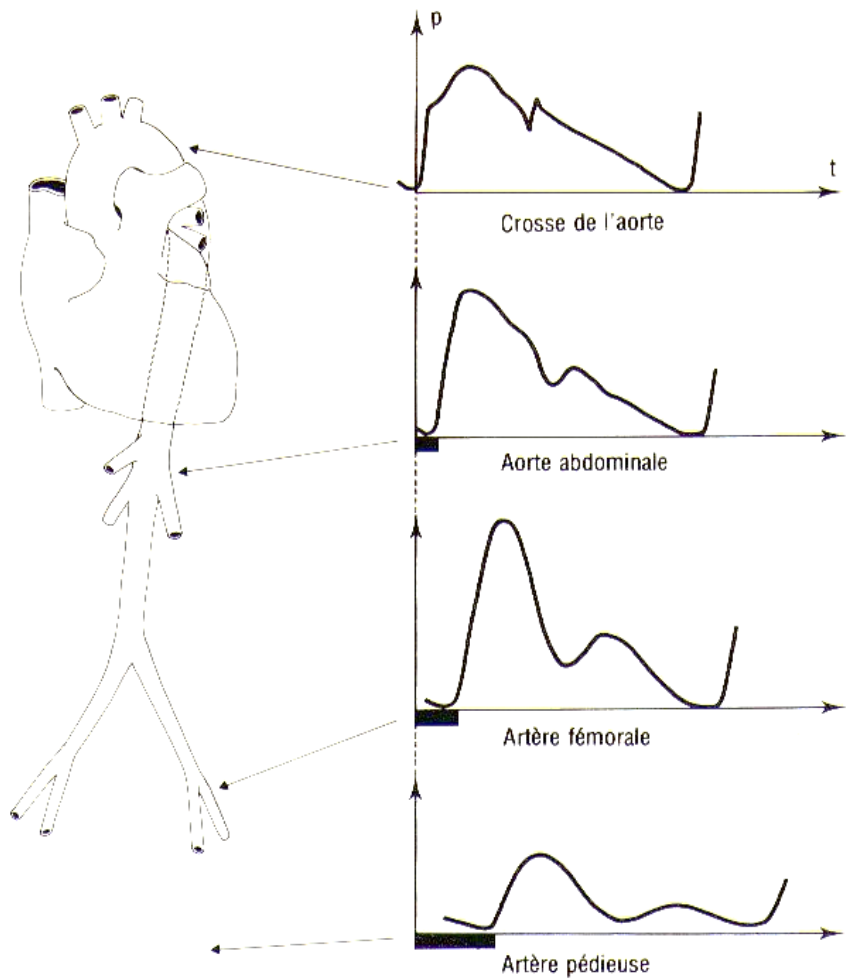 p
t
Crosse de l'aorte
Aorte abdominale
Artère fémorale
Artère pédieuse